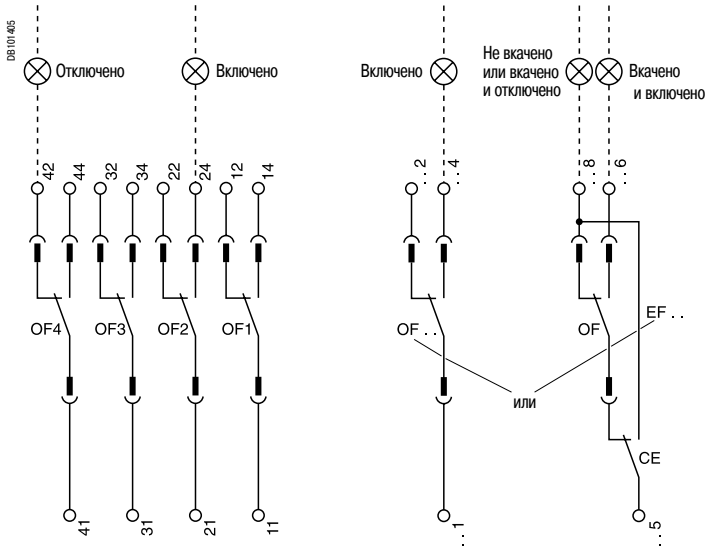 DB101405
Отключено
Включено
Включено
Не вкачено
или вкачено
и отключено
Вкачено
и включено
42
44
32
34
22
24
12
14
. . 2
. . 4
. . 8
. . 6
OF4
OF3
OF2
OF1
OF . .
OF
EF . .
или
CE
41
31
21
11
. . 1
. . 5